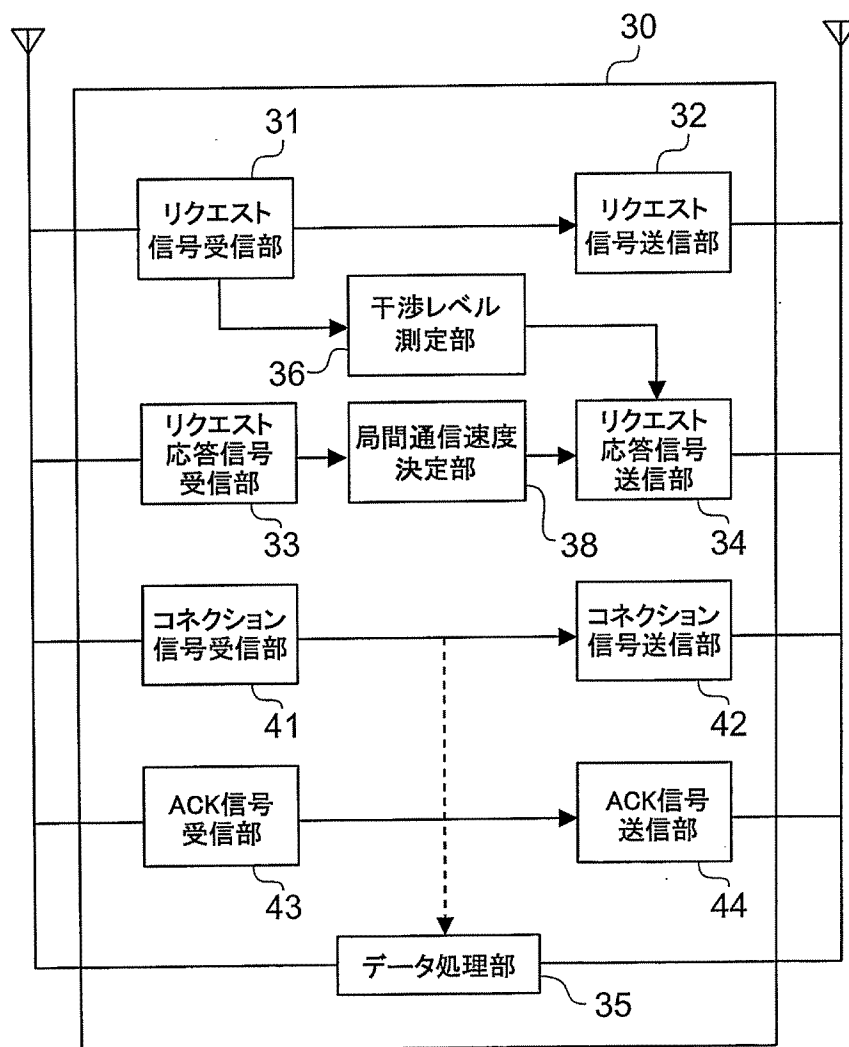 30
31
リクエスト
信号受信部
32
リクエスト
信号送信部
干渉レベル
測定部
36
リクエスト
応答信号
受信部
33
局間通信速度
決定部
38
リクエスト
応答信号
送信部
34
コネクション
信号受信部
41
コネクション
信号送信部
42
ACK信号
受信部
43
ACK信号
送信部
44
データ処理部
35